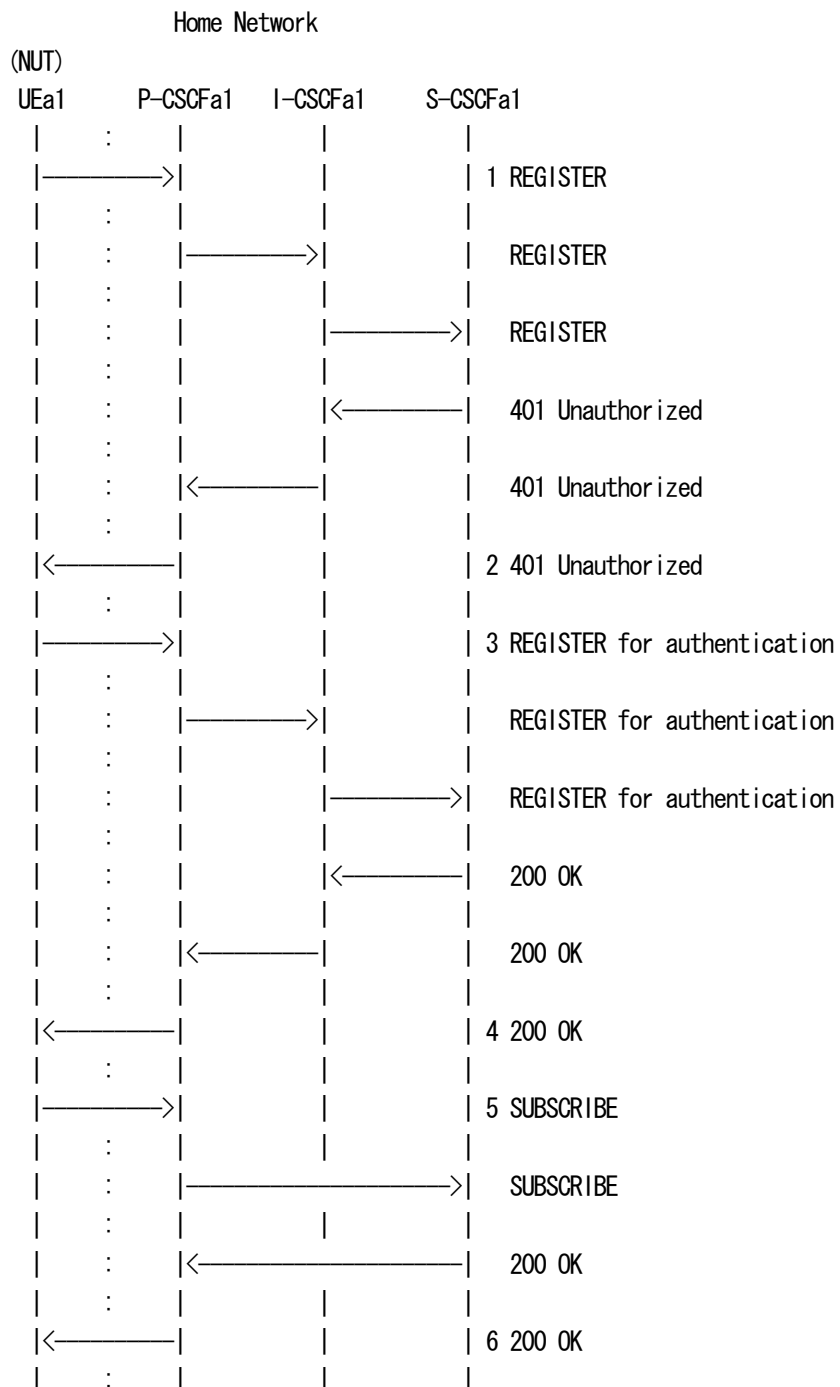 Home Network
(NUT)
UEa1 P-CSCFa1 I-CSCFa1 S-CSCFa1
1 REGISTER
REGISTER
REGISTER
401 Unauthorized
401 Unauthorized
2 401 Unauthorized
3 REGISTER for authentication
REGISTER for authentication
REGISTER for authentication
200 OK
200 OK
4 200 OK
5 SUBSCRIBE
SUBSCRIBE
200 OK
6 200 OK